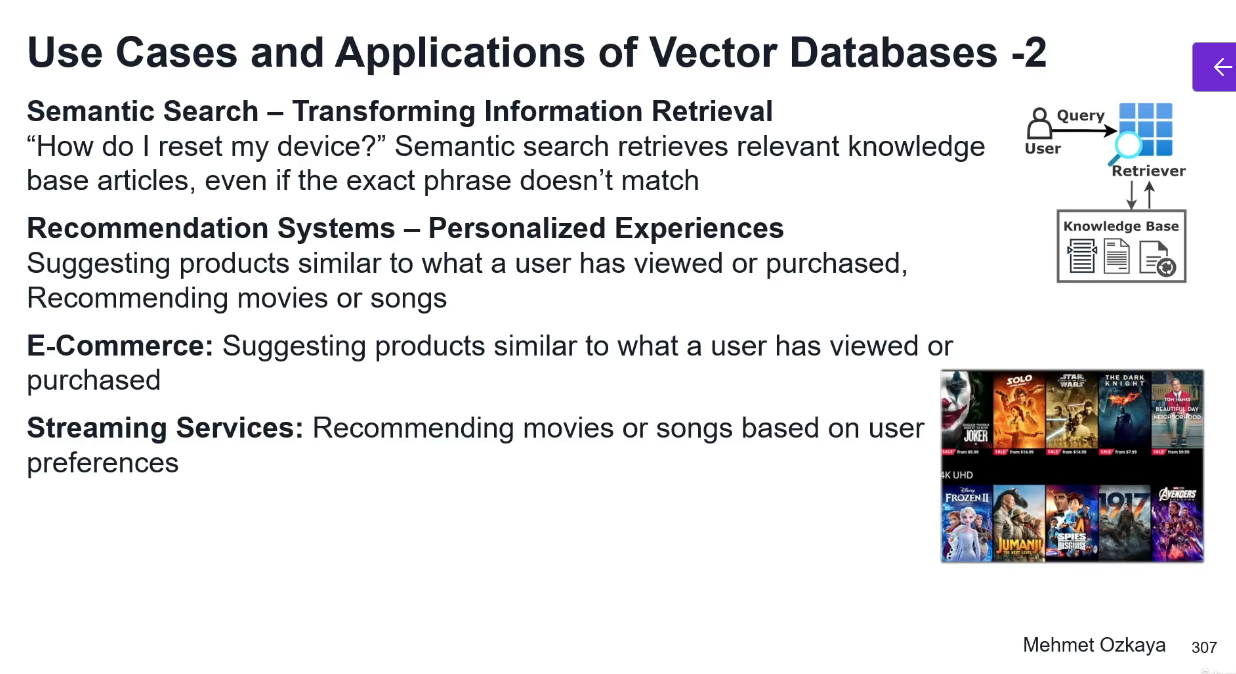 Use Cases and Applications of Vector Databases -2
Semantic Search – Transforming Information Retrieval
“How do I reset my device?” Semantic search retrieves relevant knowledge
base articles, even if the exact phrase doesn’t match
Recommendation Systems – Personalized Experiences
Suggesting products similar to what a user has viewed or purchased,
Recommending movies or songs
E-Commerce: Suggesting products similar to what a user has viewed or
purchased
Streaming Services: Recommending movies or songs based on user
preferences
Query
User
Retriever
Knowledge Base
JOKER
SOLO
STAR WARS
THE DARK
KNIGHT
TOM HANKS
BEAUTIFUL DAY
NEIGHBORHOOD
SALE from $9.99
SALE from $14.99
SALE from $14.99
SALE from $7.99
SALE from $9.99
4K UHD
Disney
FROZEN II
JUMANJI
SPIES
DISGUISE
1917
AVENGERS
Mehmet Ozkaya
307